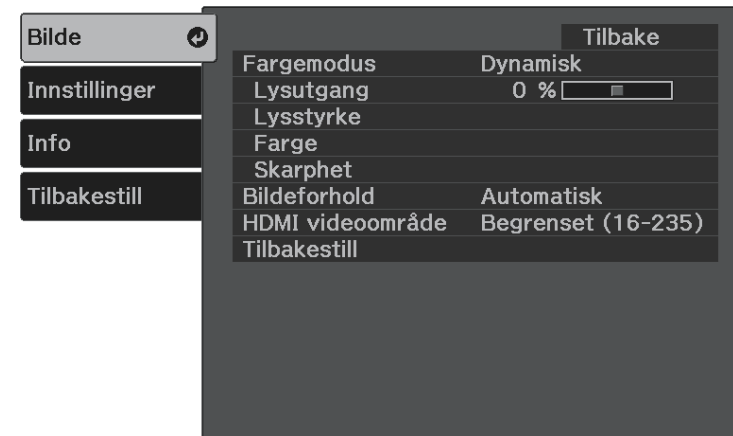 Bilde
Innstillinger
Info
Tilbakestill
Tilbake
Fargemodus Dynamisk
Lysutgang 0 %
Lysstyrke
Farge
Skarphet
Bildeforhold Automatisk
HDMI videoområde Begrenset (16-235)
Tilbakestill